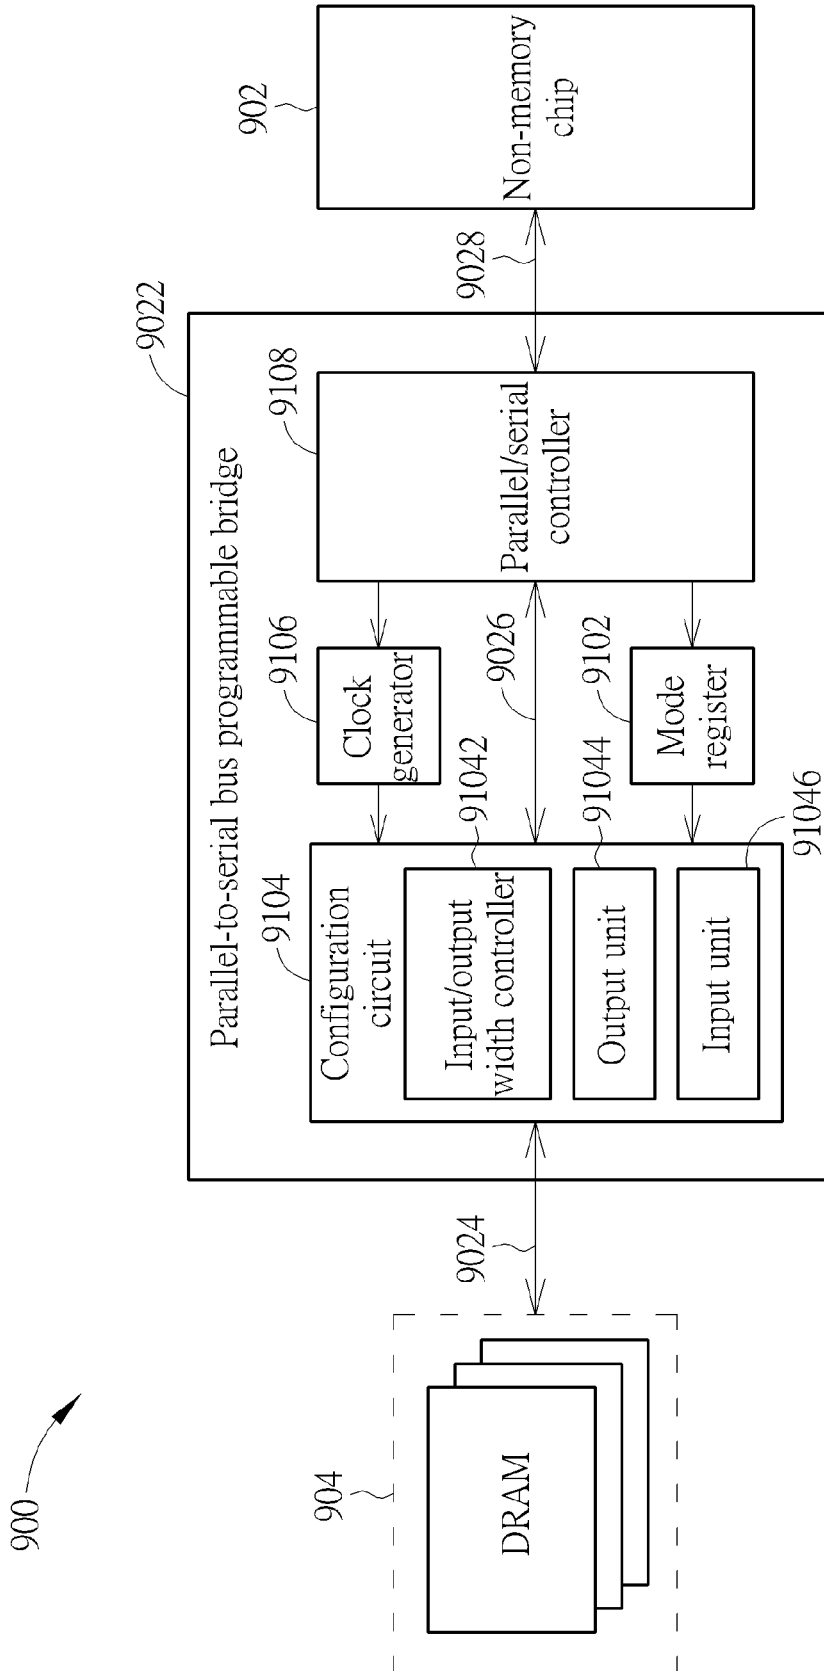 900
904
DRAM
9024
9022
Parallel-to-serial bus programmable bridge
9104
Configuration
circuit
Input/output
width controller
91042
Output unit
91044
Input unit
91046
9106
Clock
generator
9026
9102
Mode
register
9108
Parallel/serial
controller
9028
902
Non-memory
chip